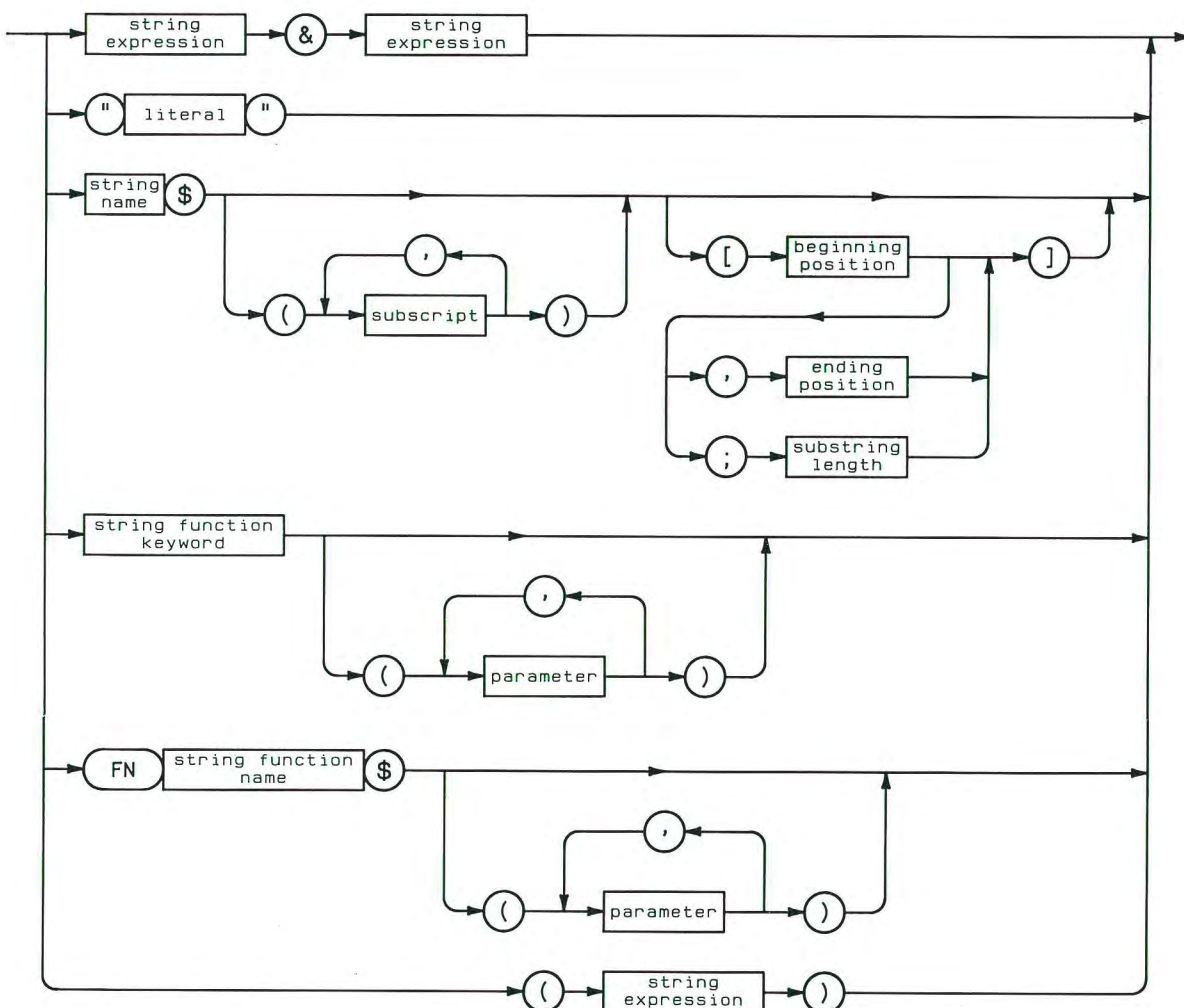 string
expression
&
string
expression
"
literal
"
string
name
$
(
,
subscript
)
[
beginning
position
]
,
ending
position
;
substring
length
string function
keyword
(
,
parameter
)
FN
string function
name
$
(
,
parameter
)
(
string
expression
)